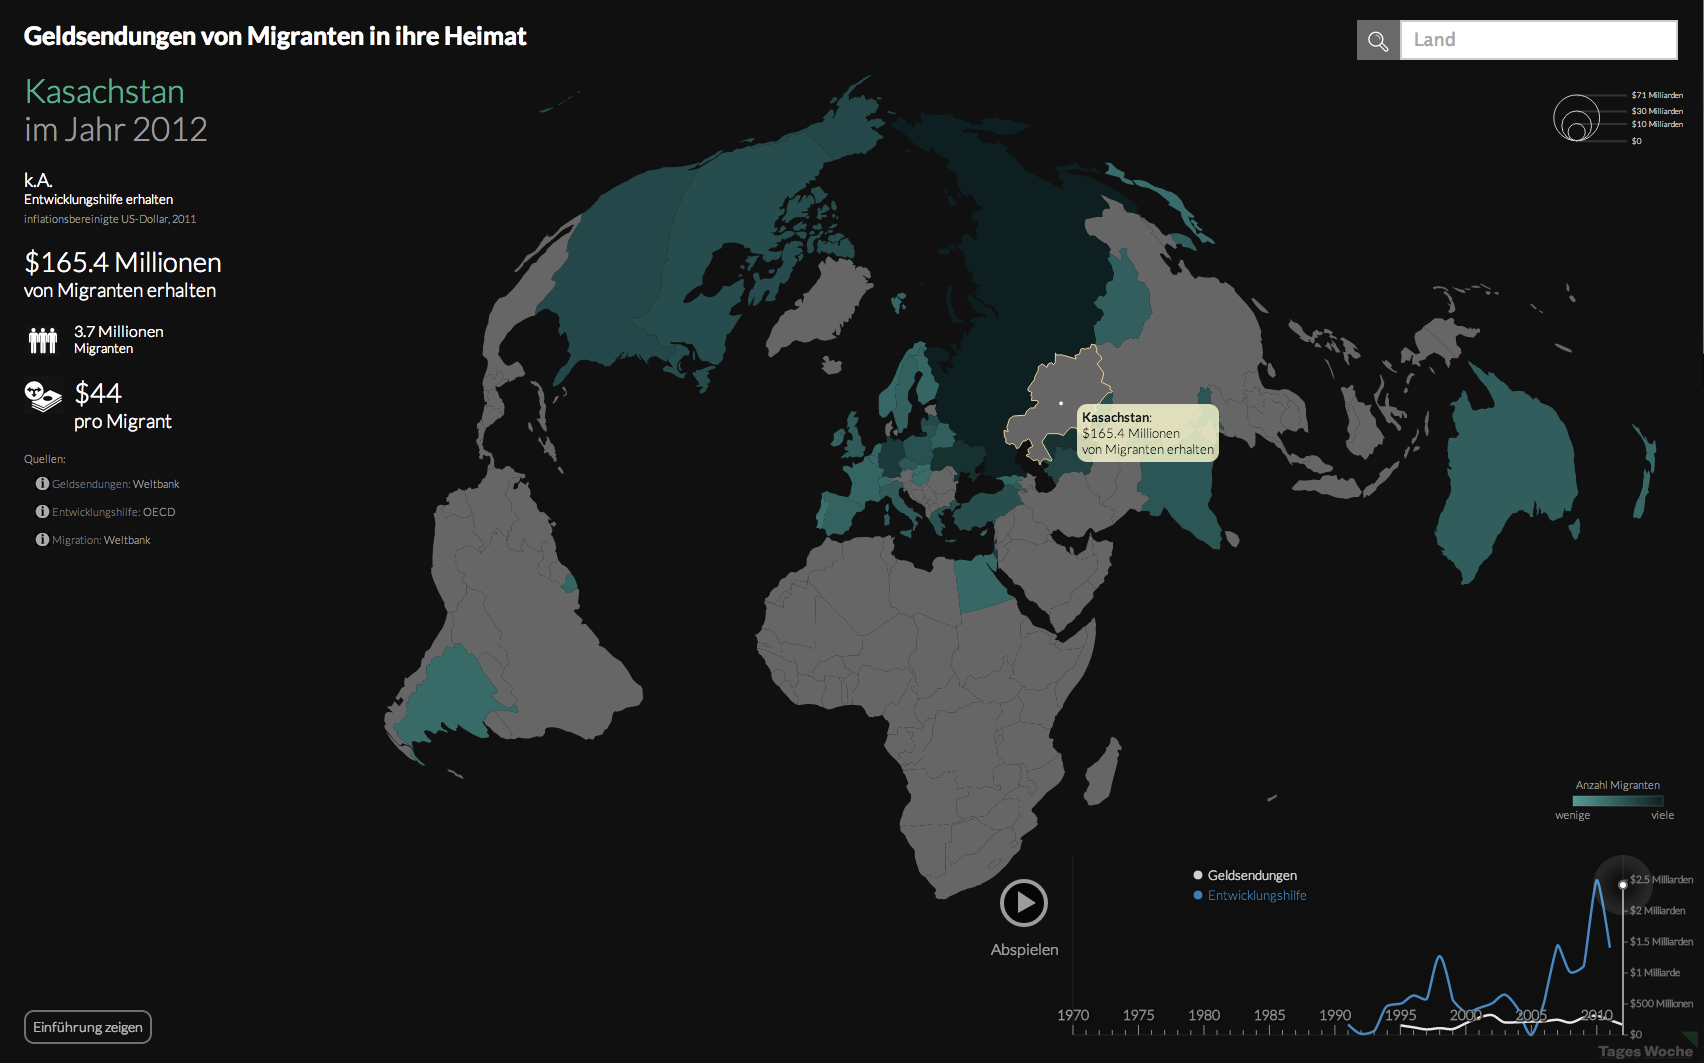 Geldsendungen von Migranten in ihre Heimat
Land
Kasachstan
im Jahr 2012
$71 Milliarden
$30 Milliarden
$10 Milliarden
$0
k.A.
Entwicklungshilfe erhalten
inflationsbereinigte US-Dollar, 2011
$165.4 Millionen
von Migranten erhalten
3.7 Millionen
Migranten
$44
pro Migrant
Quellen:
Geldsendungen: Weltbank
Entwicklungshilfe: OECD
Migration: Weltbank
Kasachstan:
$165.4 Millionen
von Migranten erhalten
Anzahl Migranten
wenige viele
Geldsendungen
Entwicklungshilfe
Abspielen
$2.5 Milliarden
$2 Milliarden
$1.5 Milliarden
$1 Milliarde
$500 Millionen
$0
1970 1975 1980 1985 1990 1995 2000 2005 2010
Einführung zeigen
Tages Woche